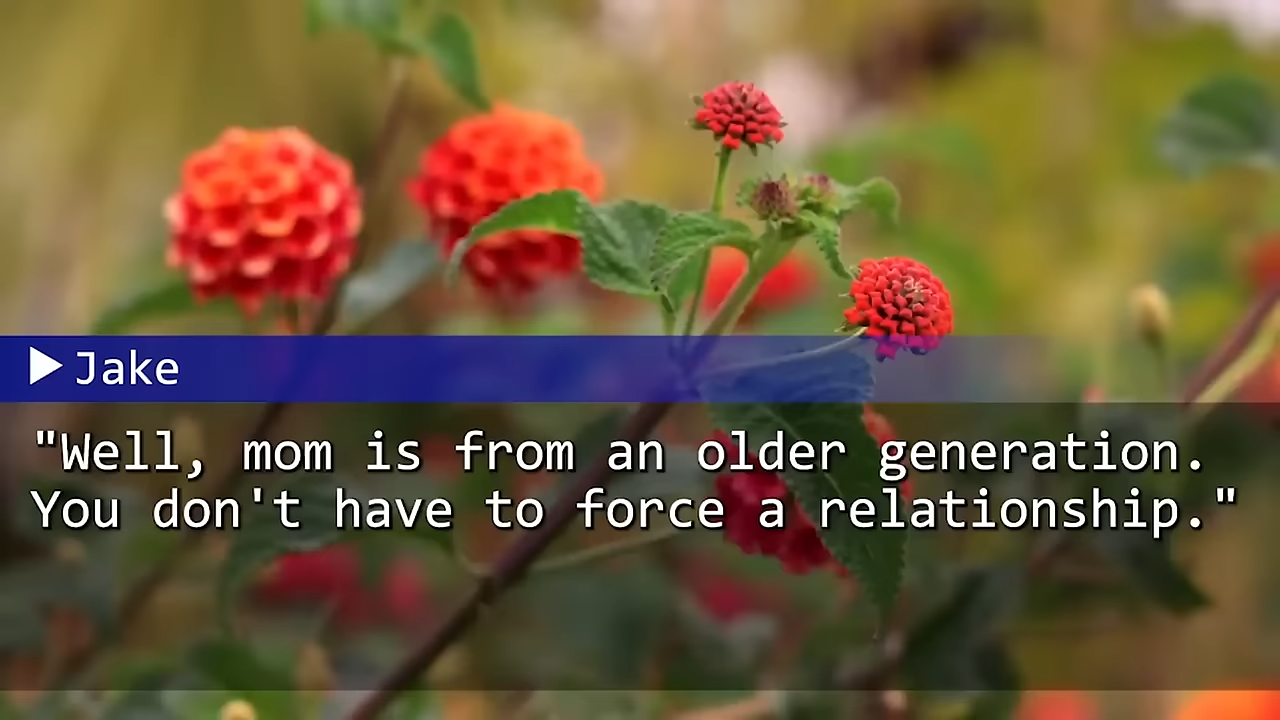 Jake
"Well, mom is from an older generation.
You don't have to force a relationship."